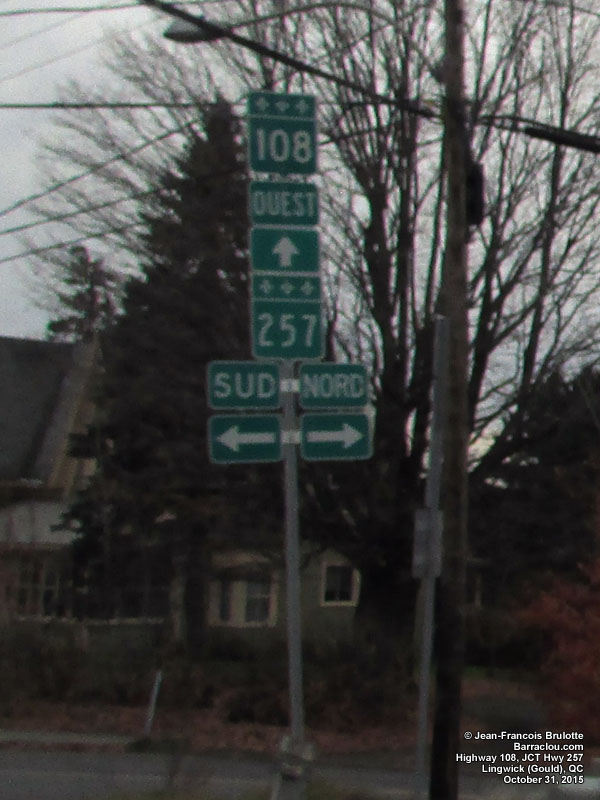 108
OUEST
257
SUD NORD
© Jean-Francois Brulotte
Barraclou.com
Highway 108, JCT Hwy 257
Lingwick (Gould), QC
October 31, 2015